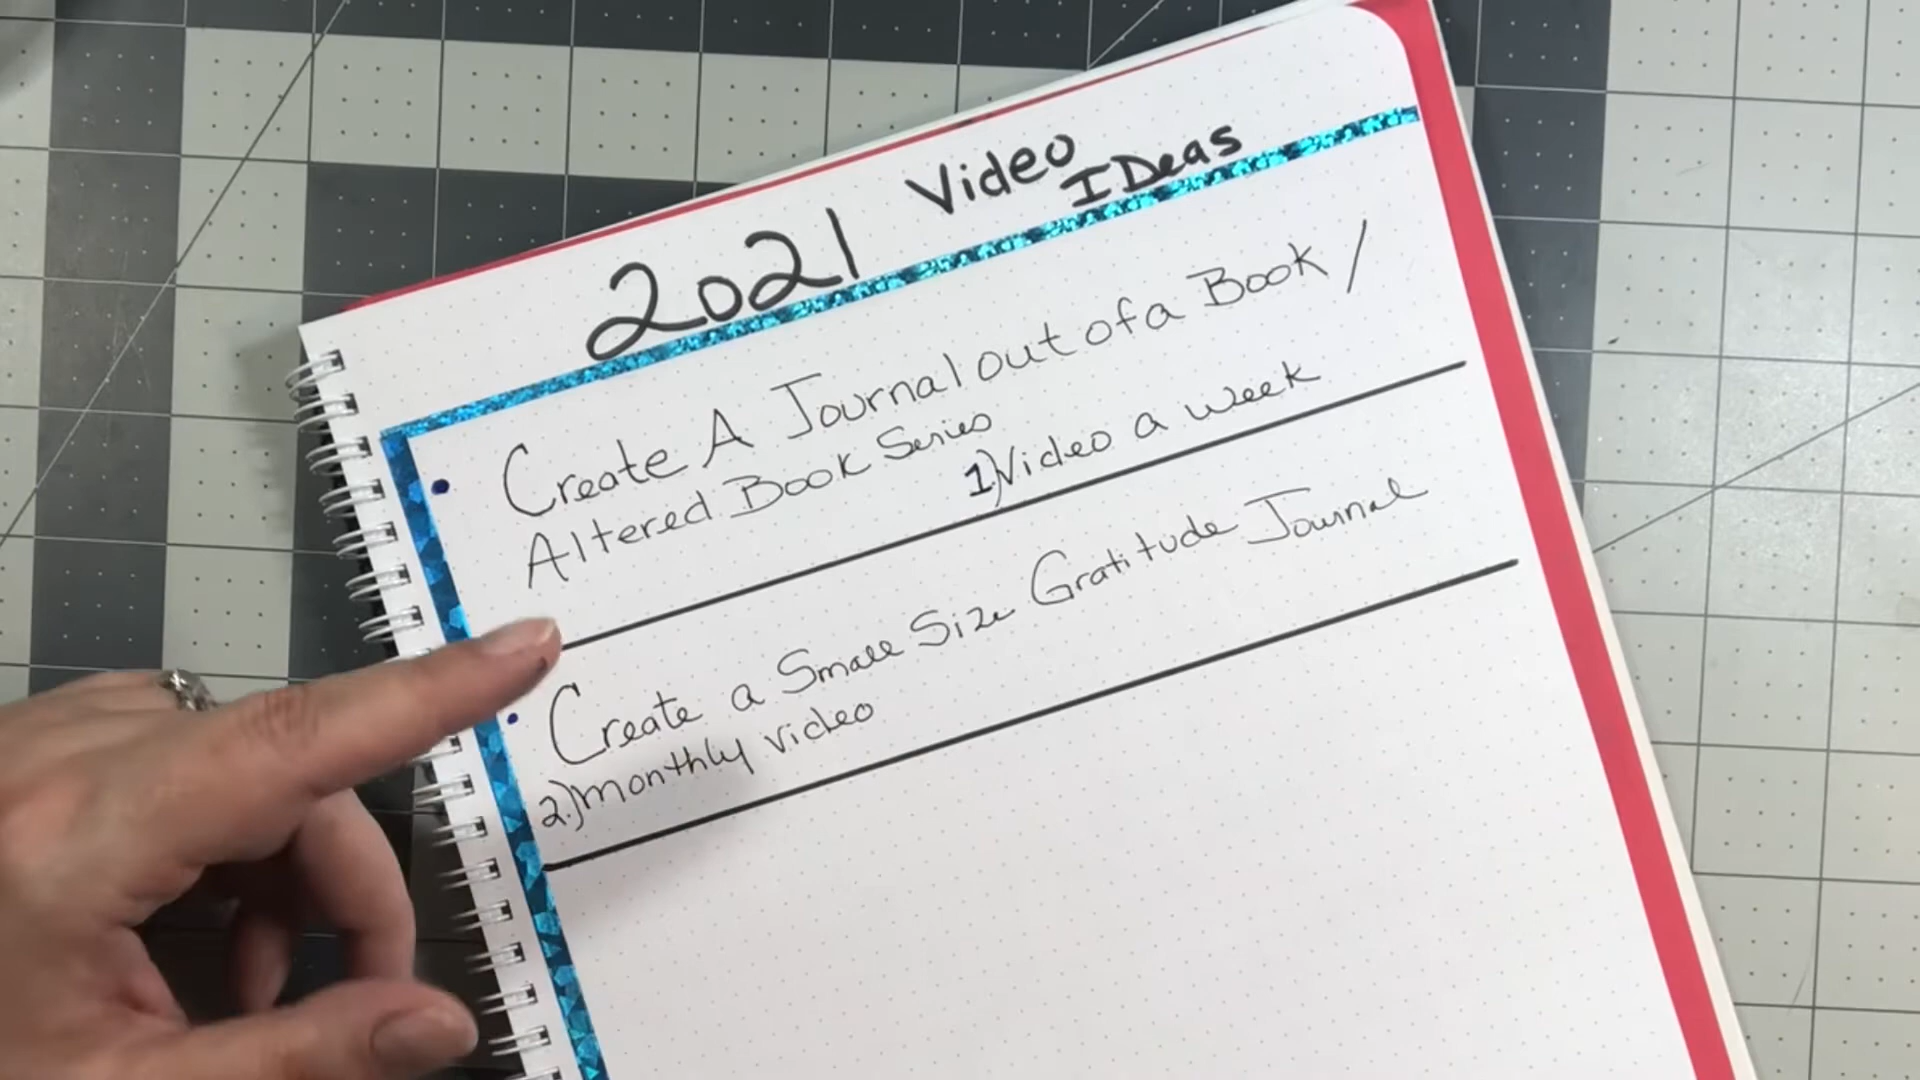 2021 Video
IDeas
• Create A Journal out of a Book /
Altered Book Series
1) Video a week
• Create a Small Size Gratitude Journal
2.) monthly video